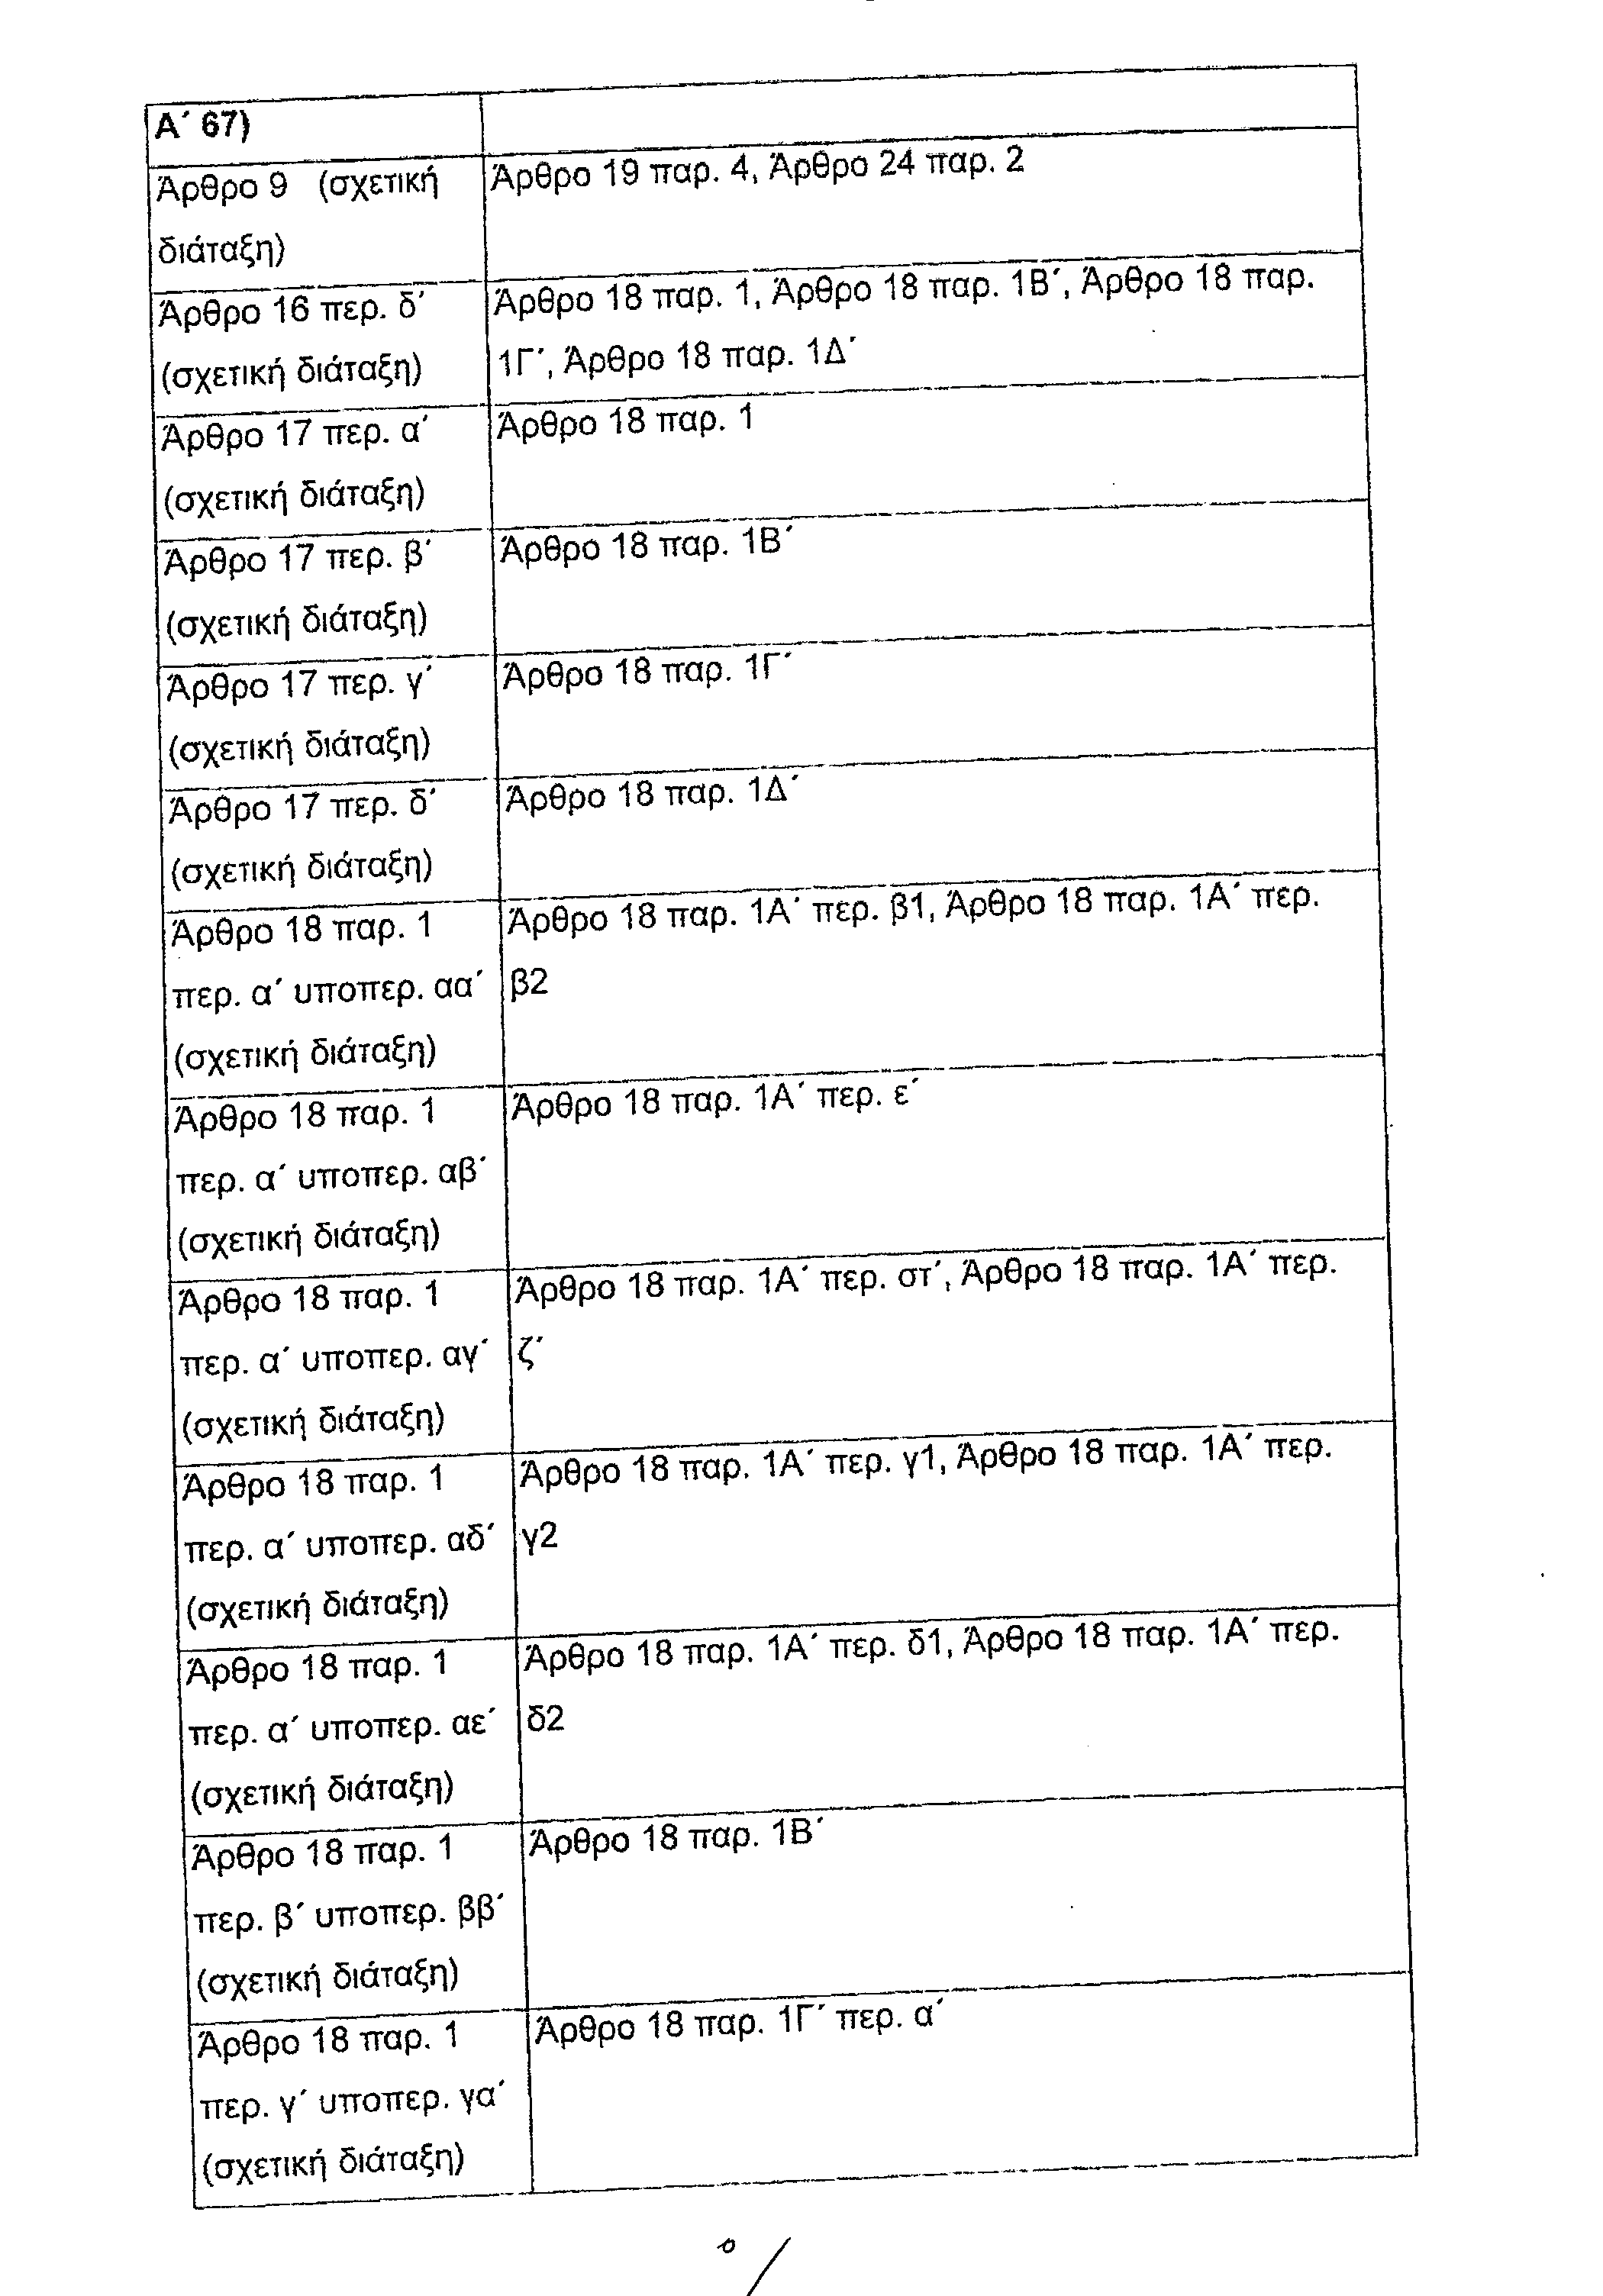 Α΄ 67)
Άρθρο 9 (σχετική
διάταξη)
Άρθρο 19 παρ. 4, Άρθρο 24 παρ. 2
Άρθρο 16 περ. δ΄
(σχετική διάταξη)
Άρθρο 18 παρ. 1, Άρθρο 18 παρ. 1Β΄, Άρθρο 18 παρ.
1Γ΄, Άρθρο 18 παρ. 1Δ΄
Άρθρο 17 περ. α΄
(σχετική διάταξη)
Άρθρο 18 παρ. 1
Άρθρο 17 περ. β΄
(σχετική διάταξη)
Άρθρο 18 παρ. 1Β΄
Άρθρο 17 περ. γ΄
(σχετική διάταξη)
Άρθρο 18 παρ. 1Γ΄
Άρθρο 17 περ. δ΄
(σχετική διάταξη)
Άρθρο 18 παρ. 1Δ΄
Άρθρο 18 παρ. 1
περ. α΄ υποπερ. αα΄
(σχετική διάταξη)
Άρθρο 18 παρ. 1Α΄ περ. β1, Άρθρο 18 παρ. 1Α΄ περ.
β2
Άρθρο 18 παρ. 1
περ. α΄ υποπερ. αβ΄
(σχετική διάταξη)
Άρθρο 18 παρ. 1Α΄ περ. ε΄
Άρθρο 18 παρ. 1
περ. α΄ υποπερ. αγ΄
(σχετική διάταξη)
Άρθρο 18 παρ. 1Α΄ περ. στ΄, Άρθρο 18 παρ. 1Α΄ περ.
ζ΄
Άρθρο 18 παρ. 1
περ. α΄ υποπερ. αδ΄
(σχετική διάταξη)
Άρθρο 18 παρ. 1Α΄ περ. γ1, Άρθρο 18 παρ. 1Α΄ περ.
γ2
Άρθρο 18 παρ. 1
περ. α΄ υποπερ. αε΄
(σχετική διάταξη)
Άρθρο 18 παρ. 1Α΄ περ. δ1, Άρθρο 18 παρ. 1Α΄ περ.
δ2
Άρθρο 18 παρ. 1
περ. β΄ υποπερ. ββ΄
(σχετική διάταξη)
Άρθρο 18 παρ. 1Β΄
Άρθρο 18 παρ. 1
περ. γ΄ υποπερ. γα΄
(σχετική διάταξη)
Άρθρο 18 παρ. 1Γ΄ περ. α΄